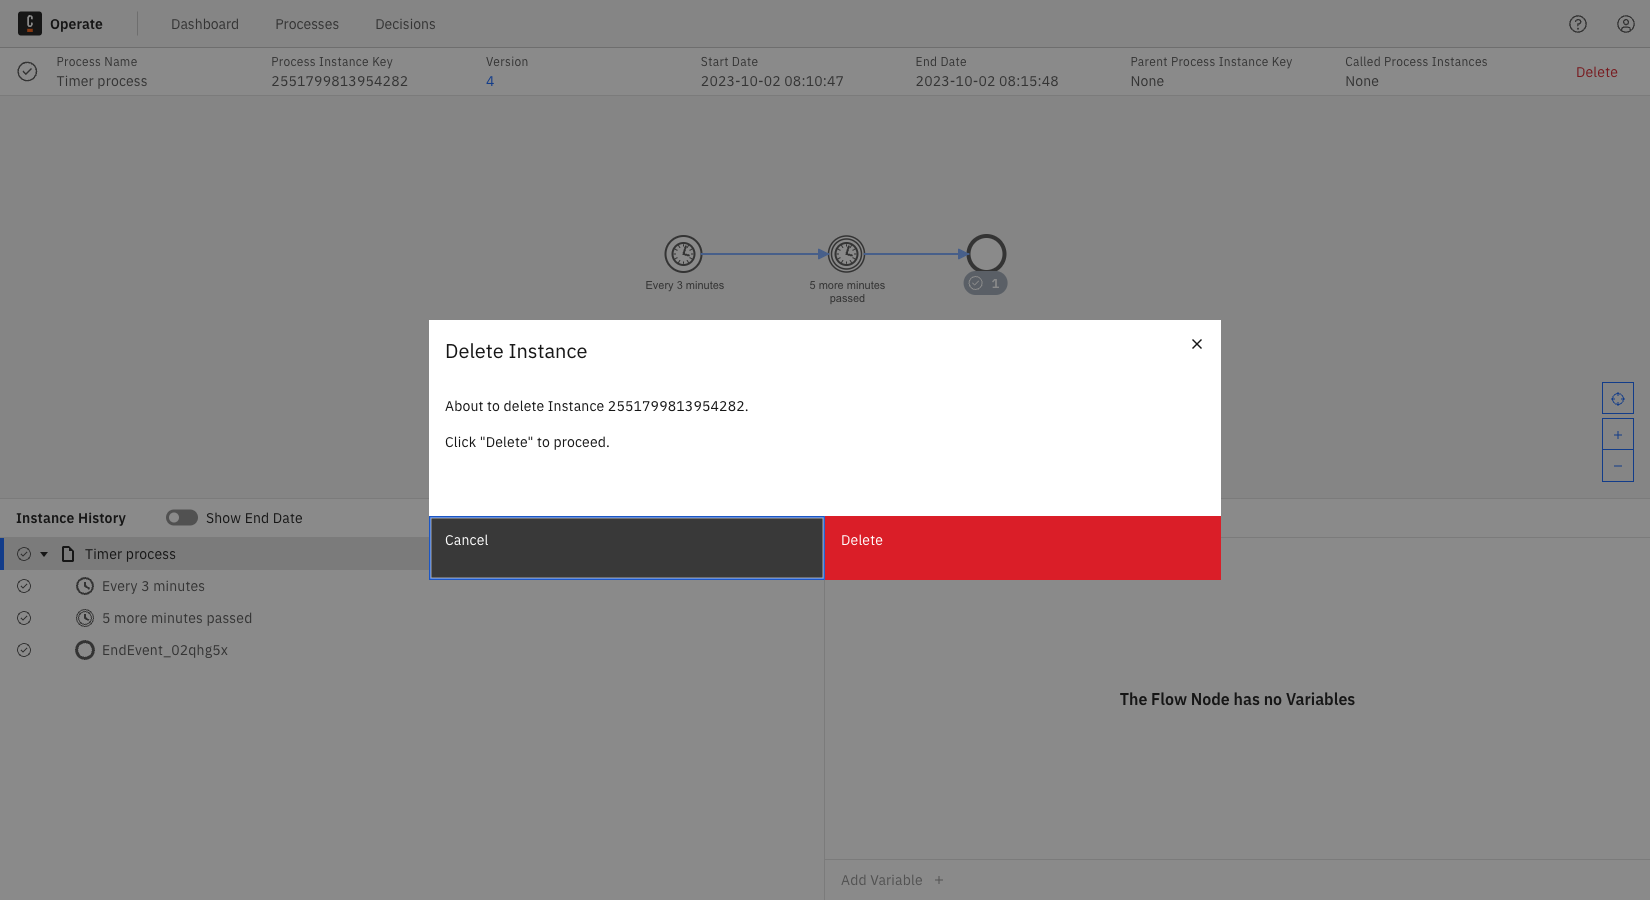 Operate
Dashboard
Processes
Decisions
Process Name
Timer process
Process Instance Key
2551799813954282
Version
4
Start Date
2023-10-02 08:10:47
End Date
2023-10-02 08:15:48
Parent Process Instance Key
None
Called Process Instances
None
Delete
Every 3 minutes
5 more minutes
passed
1
Delete Instance
About to delete Instance 2551799813954282.
Click "Delete" to proceed.
Cancel
Delete
Instance History
Show End Date
Timer process
Every 3 minutes
5 more minutes passed
EndEvent_02qhg5x
The Flow Node has no Variables
Add Variable +